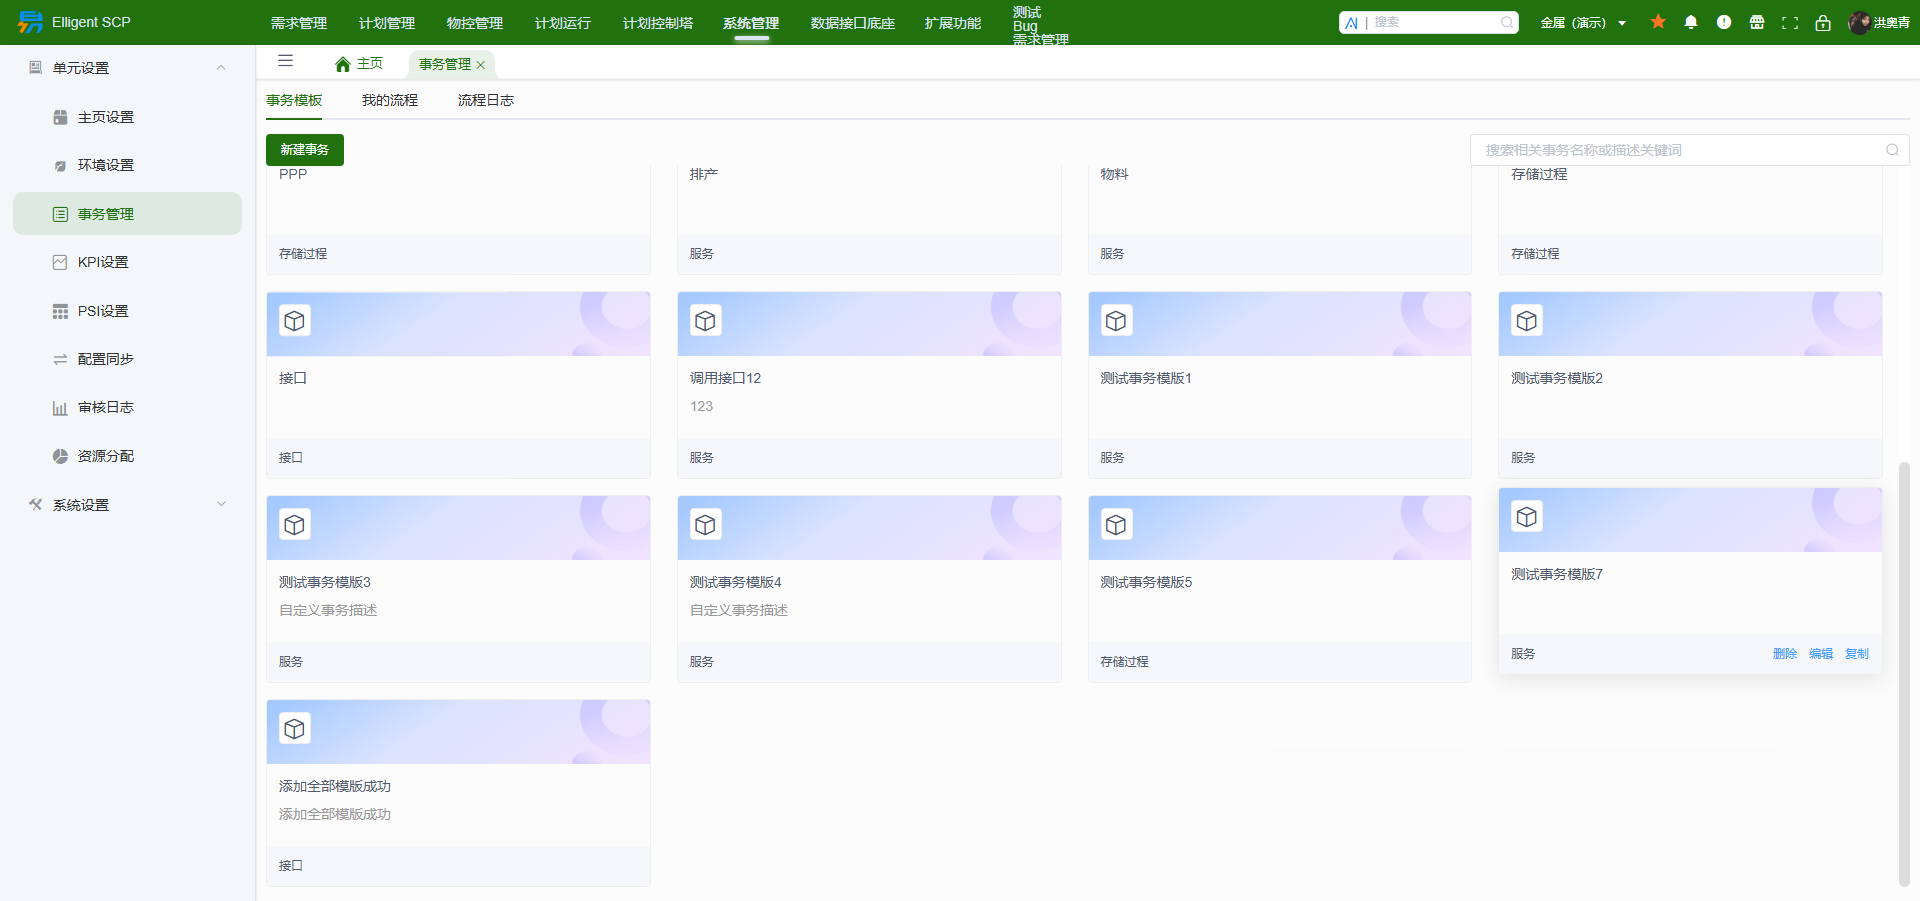 Elligent SCP
需求管理
计划管理
物控管理
计划运行
计划控制塔
系统管理
数据接口底座
扩展功能
测试
Bug
需求管理
AI | 搜索
金属（演示）
洪奥青
单元设置
主页设置
环境设置
事务管理
KPI设置
PSI设置
配置同步
审核日志
资源分配
系统设置
主页
事务管理
事务模板
我的流程
流程日志
新建事务
搜索相关事务名称或描述关键词
PPP
排产
物料
存储过程
存储过程
服务
服务
存储过程
接口
调用接口12
测试事务模版1
测试事务模版2
123
接口
服务
服务
服务
测试事务模版3
测试事务模版4
测试事务模版5
测试事务模版7
自定义事务描述
自定义事务描述
服务
服务
存储过程
服务
删除 编辑 复制
添加全部模版成功
添加全部模版成功
接口